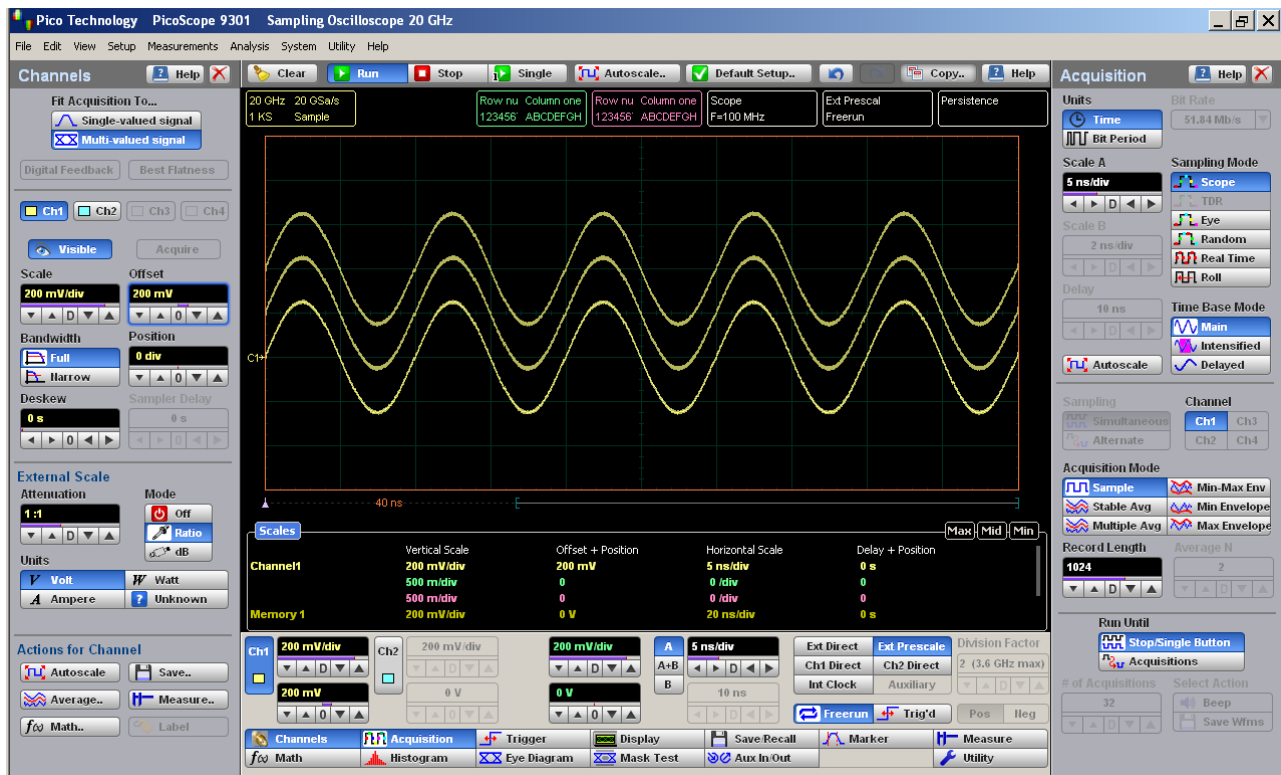 Pico Technology PicoScope 9301 Sampling Oscilloscope 20 GHz
File Edit View Setup Measurements Analysis System Utility Help
Channels Help
Fit Acquisition To...
Single-valued signal
Multi-valued signal
Digital Feedback Best Flatness
Ch1 Ch2 Ch3 Ch4
Visible Acquire
Scale Offset
200 mV/div 200 mV
D 0
Bandwidth Position
Full 0 div
Narrow 0
Deskew Sampler Delay
0 s 0 s
0 0
External Scale
Attenuation Mode
1 :1 Off
D Ratio
dB
Units
V Volt W Watt
A Ampere ? Unknown
Actions for Channel
Autoscale Save..
Average.. Measure..
f(x) Math.. Label
Clear Run Stop Single Autoscale.. Default Setup.. Copy.. Help
20 GHz 20 GSa/s Row nu Column one Row nu Column one Scope Ext Prescal Persistence
1 KS Sample 123456 ABCDEFGH 123456 ABCDEFGH F=100 MHz Freerun
C1
40 ns
Scales Max Mid Min
Vertical Scale Offset + Position Horizontal Scale Delay + Position
Channel1 200 mV/div 200 mV 5 ns/div 0 s
500 m/div 0 0 /div 0
500 m/div 0 0 /div 0
Memory 1 200 mV/div 0 V 20 ns/div 0 s
Ch1 200 mV/div Ch2 200 mV/div 200 mV/div A 5 ns/div Ext Direct Ext Prescale Division Factor
D D D A+B D Ch1 Direct Ch2 Direct 2 (3.6 GHz max)
200 mV 0 V 0 V B 10 ns Int Clock Auxiliary D
0 0 0 D Freerun Trig'd Pos Neg
Channels Acquisition Trigger Display Save/Recall Marker Measure
f(x) Math Histogram Eye Diagram Mask Test Aux In/Out Utility
Acquisition Help
Units Bit Rate
Time 51.84 Mb/s
Bit Period
Scale A Sampling Mode
5 ns/div Scope
D TDR
Scale B Eye
2 ns/div Random
D Real Time
Delay Roll
10 ns Time Base Mode
D Main
Intensified
Autoscale Delayed
Sampling Channel
Simultaneous Ch1 Ch3
Alternate Ch2 Ch4
Acquisition Mode
Sample Min-Max Env
Stable Avg Min Envelope
Multiple Avg Max Envelope
Record Length Average N
1024 2
D D
Run Until
Stop/Single Button
Acquisitions
# of Acquisitions Select Action
32 Beep
D Save Wfms